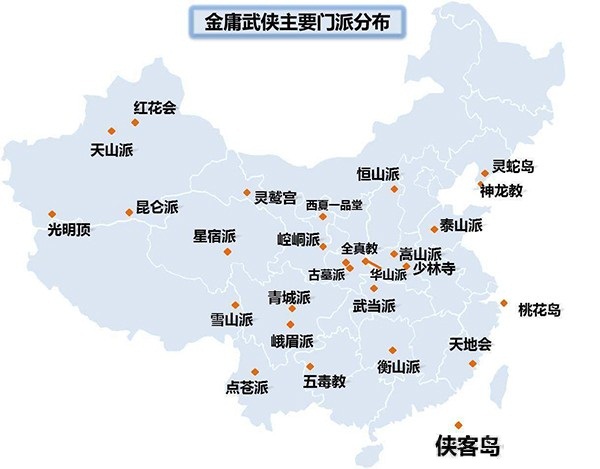 金庸武侠主要门派分布
红花会
天山派
恒山派
灵蛇岛
神龙教
灵鹫宫
西夏一品堂
昆仑派
光明顶
泰山派
星宿派
崆峒派
全真教
嵩山派
少林寺
古墓派
华山派
青城派
武当派
桃花岛
雪山派
峨眉派
天地会
衡山派
点苍派
五毒教
侠客岛